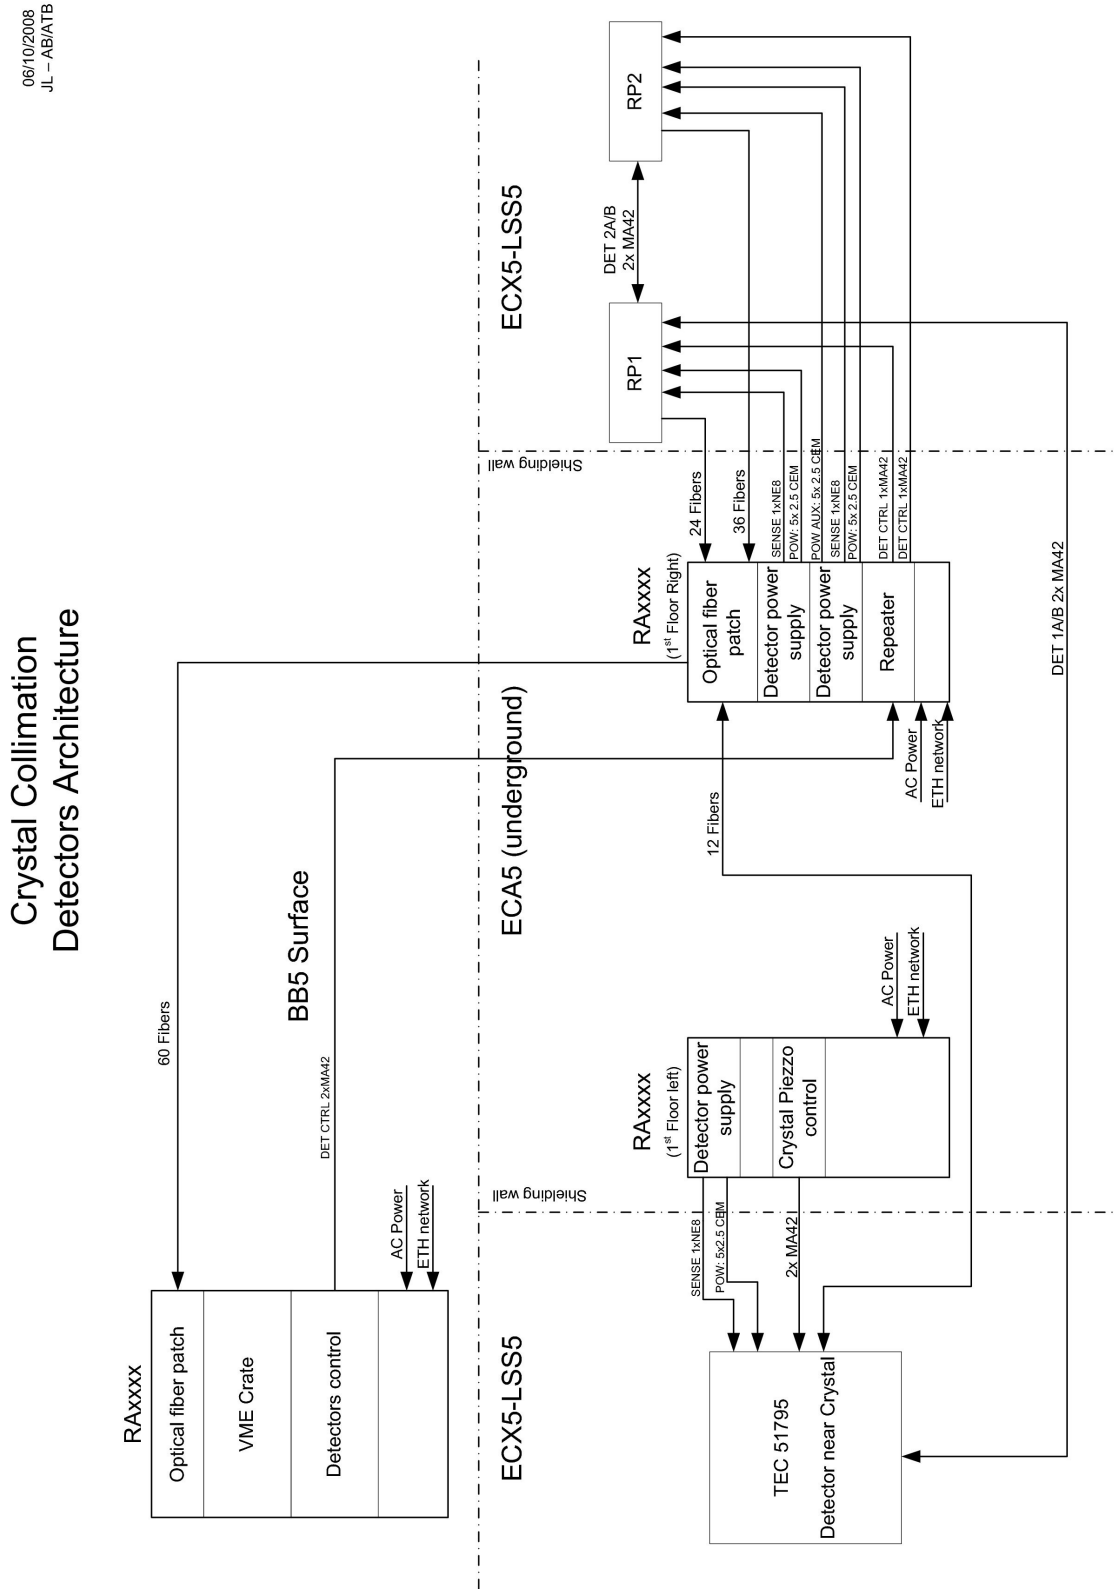 06/10/2008
JL – AB/ATB
Crystal Collimation
Detectors Architecture
RAxxxx
Optical fiber patch
VME Crate
Detectors control
AC Power
ETH network
60 Fibers
DET CTRL 2xMA42
BB5 Surface
ECX5-LSS5
ECA5 (underground)
ECX5-LSS5
Shielding wall
Shielding wall
TEC 51795
Detector near Crystal
SENSE 1xNE8
POW: 5x2.5 CEM
2x MA42
RAxxxx
(1st Floor left)
Detector power
supply
Crystal Piezzo
control
AC Power
ETH network
12 Fibers
RAxxxx
(1st Floor Right)
Optical fiber
patch
Detector power
supply
Detector power
supply
Repeater
AC Power
ETH network
24 Fibers
36 Fibers
SENSE 1xNE8
POW: 5x 2.5 CEM
POW AUX: 5x 2.5 CEM
SENSE 1xNE8
POW: 5x 2.5 CEM
DET CTRL 1xMA42
DET CTRL 1xMA42
RP1
DET 2A/B
2x MA42
RP2
DET 1A/B 2x MA42